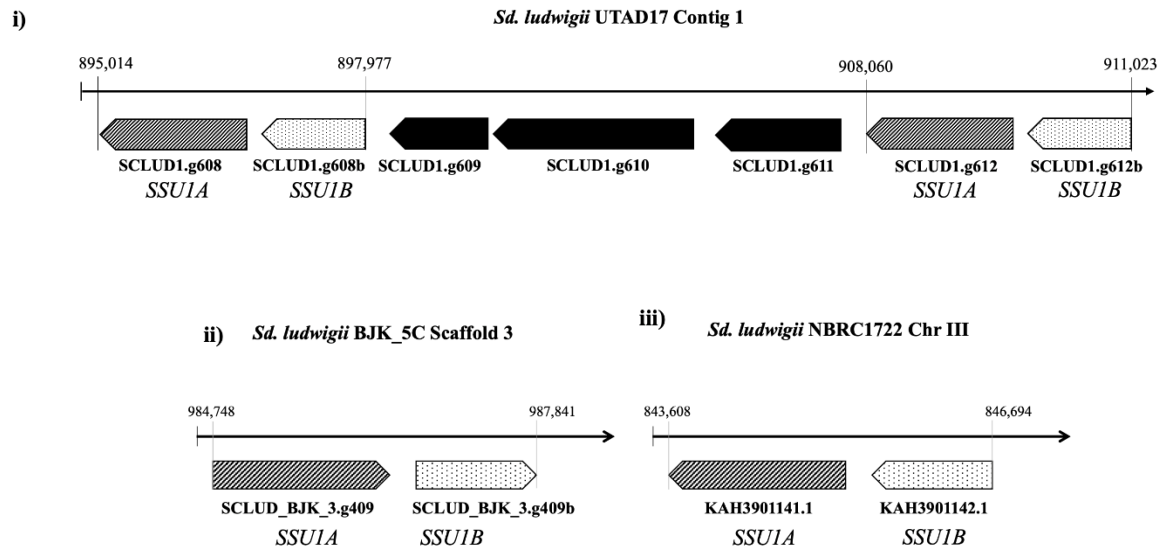 i)
Sd. ludwigii UTAD17 Contig 1
895,014 897,977 908,060 911,023
SCLUD1.g608 SCLUD1.g608b SCLUD1.g609 SCLUD1.g610 SCLUD1.g611 SCLUD1.g612 SCLUD1.g612b
SSU1A SSU1B SSU1A SSU1B
ii) Sd. ludwigii BJK_5C Scaffold 3
984,748 987,841
SCLUD_BJK_3.g409 SCLUD_BJK_3.g409b
SSU1A SSU1B
iii)
Sd. ludwigii NBRC1722 Chr III
843,608 846,694
KAH3901141.1 KAH3901142.1
SSU1A SSU1B